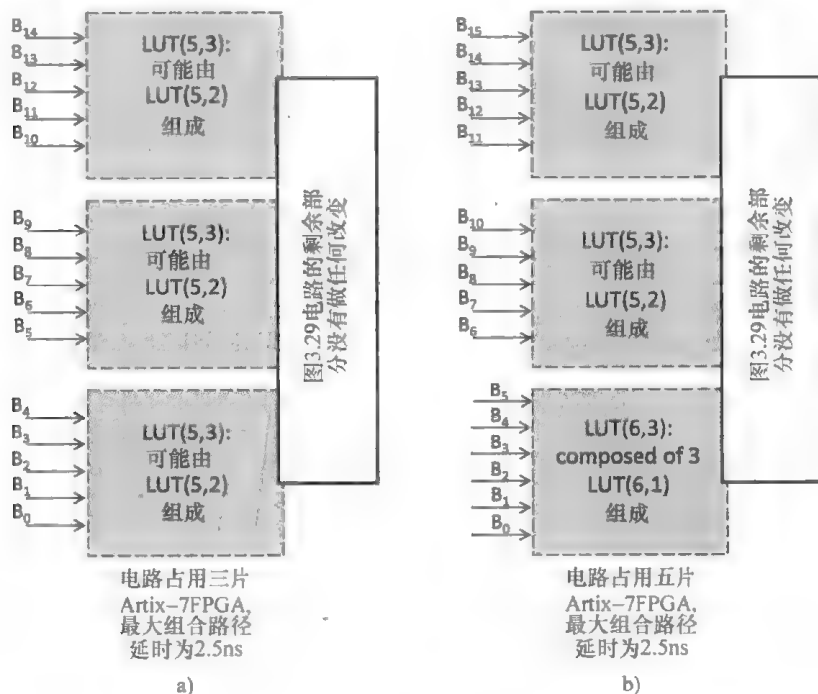 B14
B13
B12
B11
B10
LUT(5,3):
可能由
LUT(5,2)
组成
B9
B8
B7
B6
B5
LUT(5,3):
可能由
LUT(5,2)
组成
B4
B3
B2
B1
B0
LUT(5,3):
可能由
LUT(5,2)
组成
图3.29电路的剩余部
分没有做任何改变
电路占用三片
Artix-7FPGA,
最大组合路径
延时为2.5ns
a)
B15
B14
B13
B12
B11
LUT(5,3):
可能由
LUT(5,2)
组成
B10
B9
B8
B7
B6
LUT(5,3):
可能由
LUT(5,2)
组成
B5
B4
B3
B2
B1
B0
LUT(6,3):
composed of 3
LUT(6,1)
组成
图3.29电路的剩余部
分没有做任何改变
电路占用五片
Artix-7FPGA,
最大组合路径
延时为2.5ns
b)